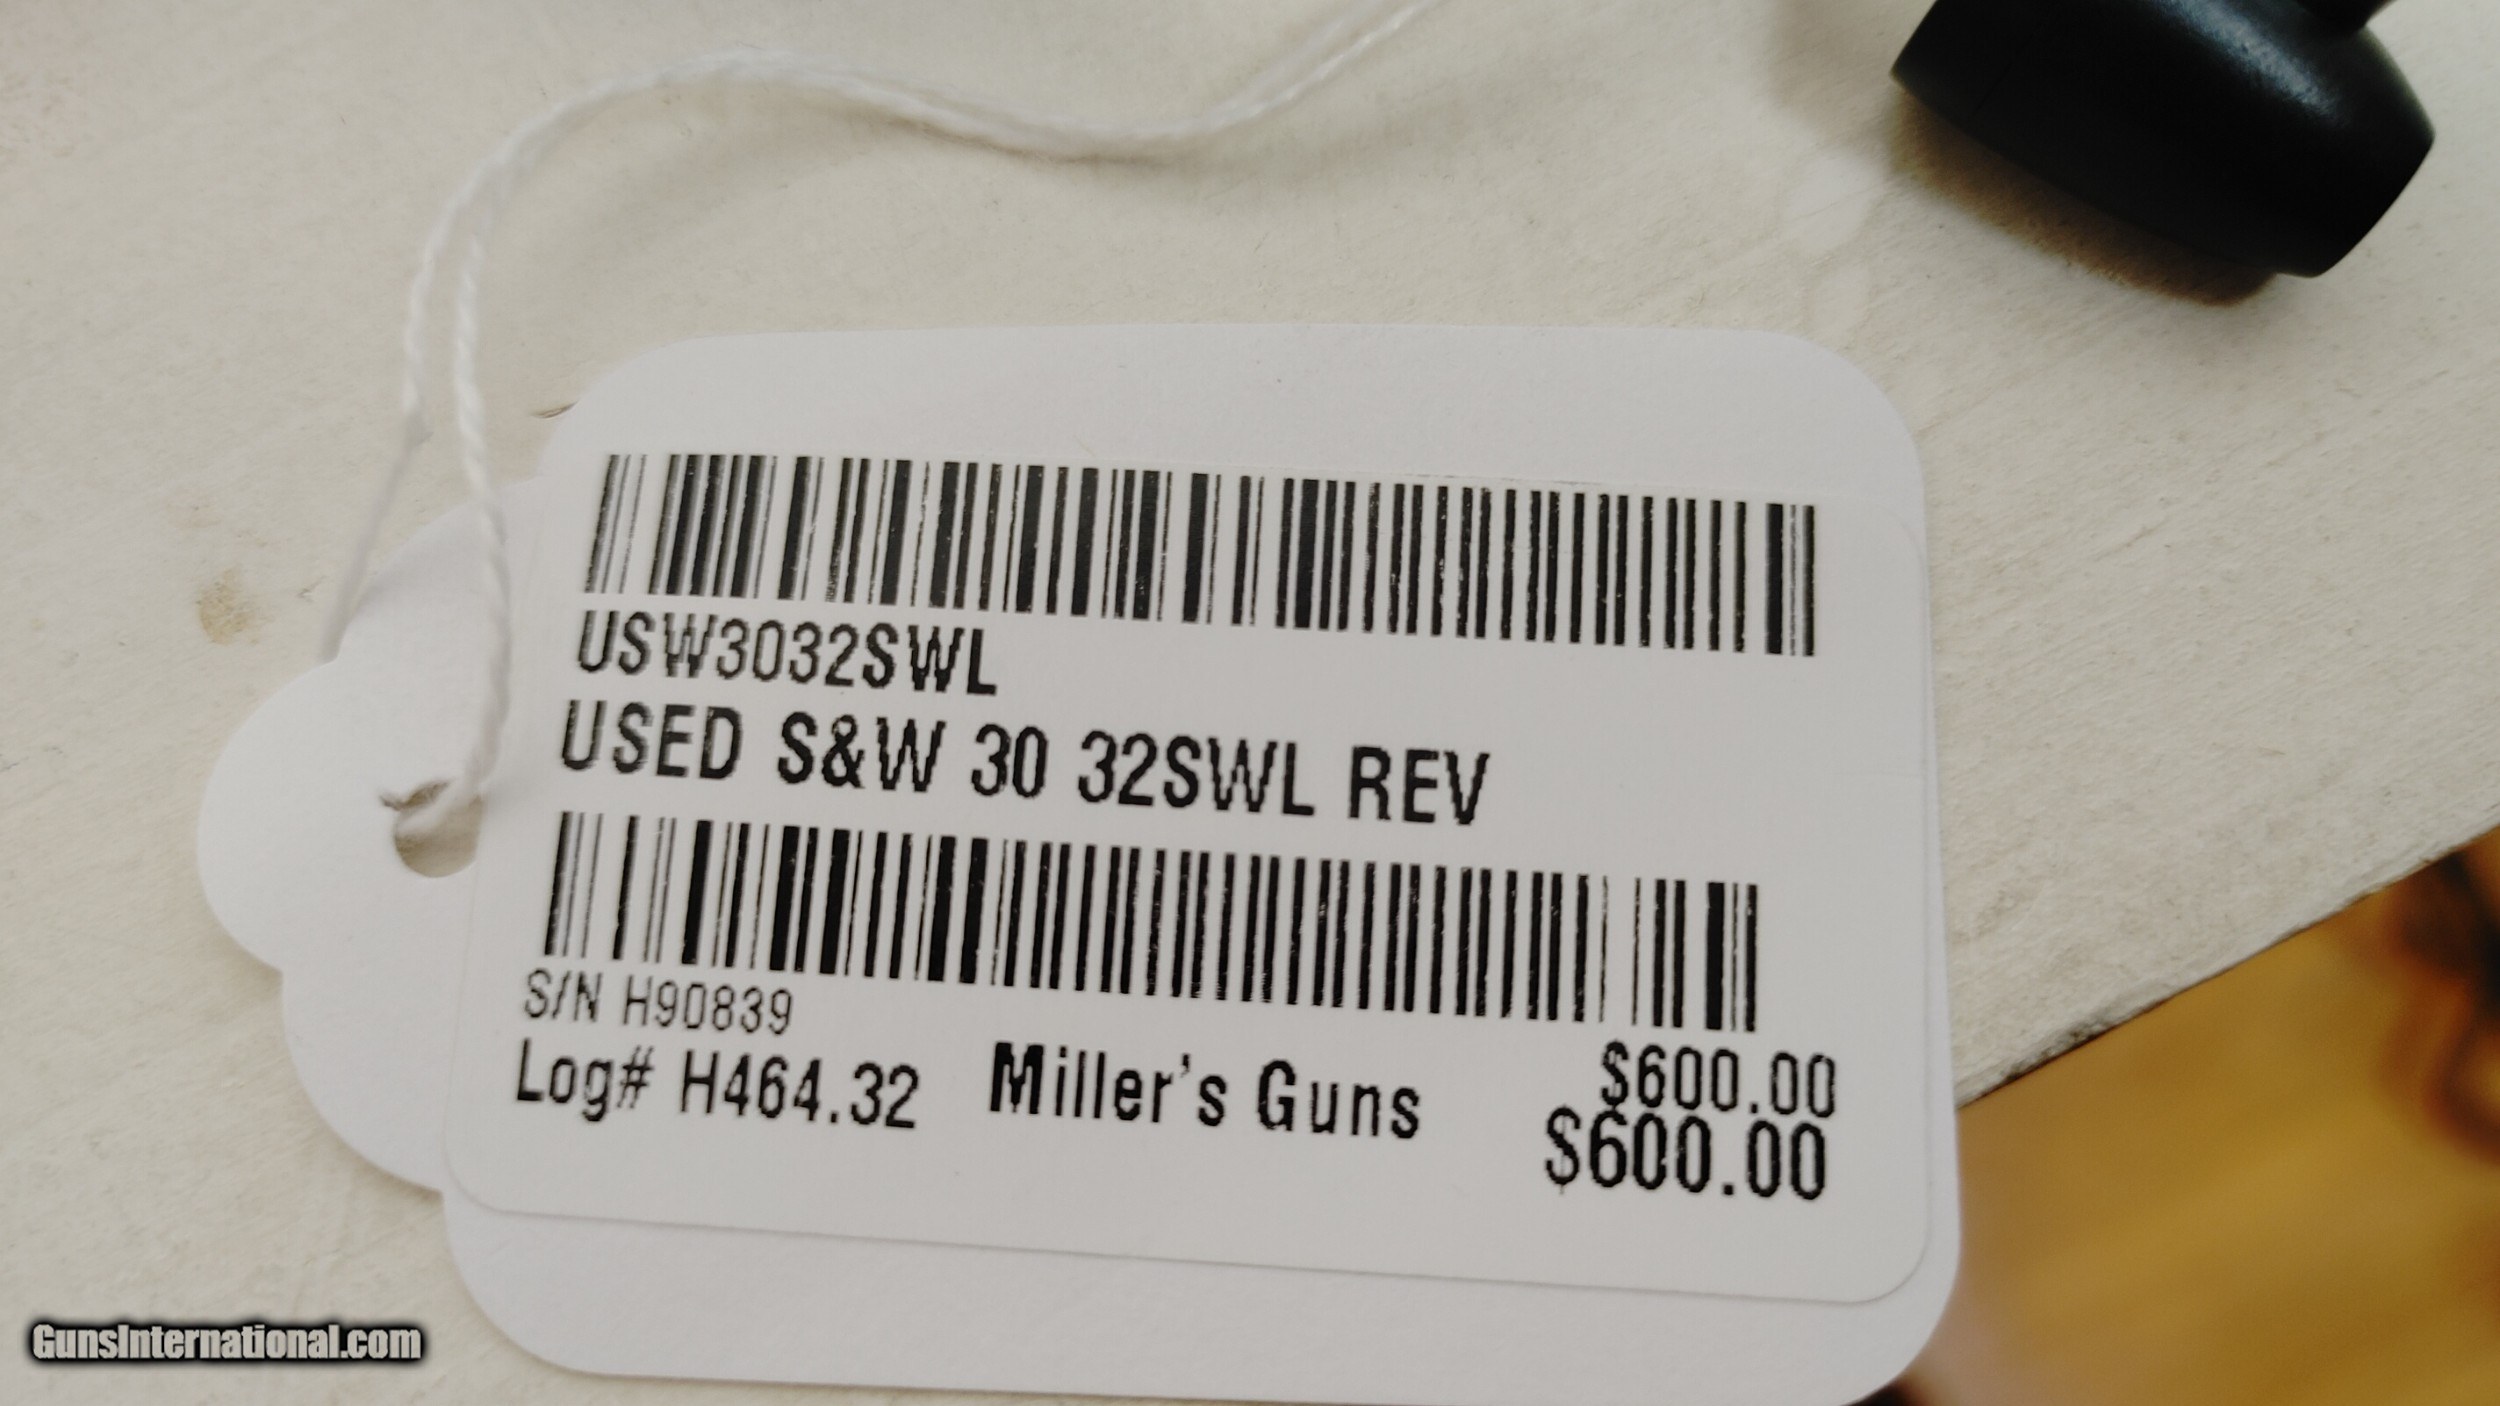 USW3032SWL
USED S&W 30 32SWL REV
S/N H90839
$600.00
Log# H464.32 Miller's Guns
$600.00
GunsInternational.com